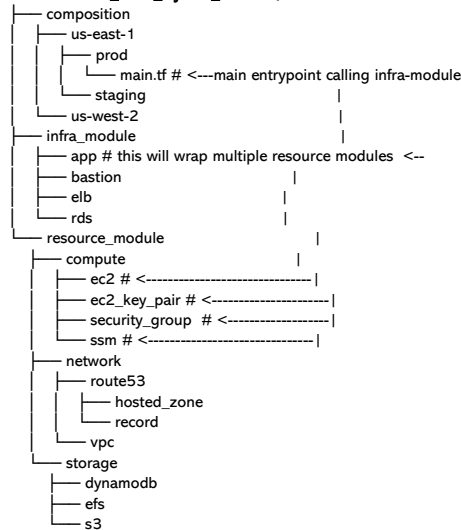 ├── composition
│ ├── us-east-1
│ │ ├── prod
│ │ │ └── main.tf # <---main entrypoint calling infra-module
│ │ └── staging |
│ └── us-west-2 |
├── infra_module |
│ ├── app # this will wrap multiple resource modules <--
│ ├── bastion |
│ ├── elb |
│ └── rds |
└── resource_module |
├── compute |
│ ├── ec2 # <--------------------------------|
│ ├── ec2_key_pair # <-----------------------|
│ ├── security_group # <--------------------|
│ └── ssm # <--------------------------------|
├── network
│ ├── route53
│ │ ├── hosted_zone
│ │ └── record
│ └── vpc
└── storage
├── dynamodb
├── efs
└── s3